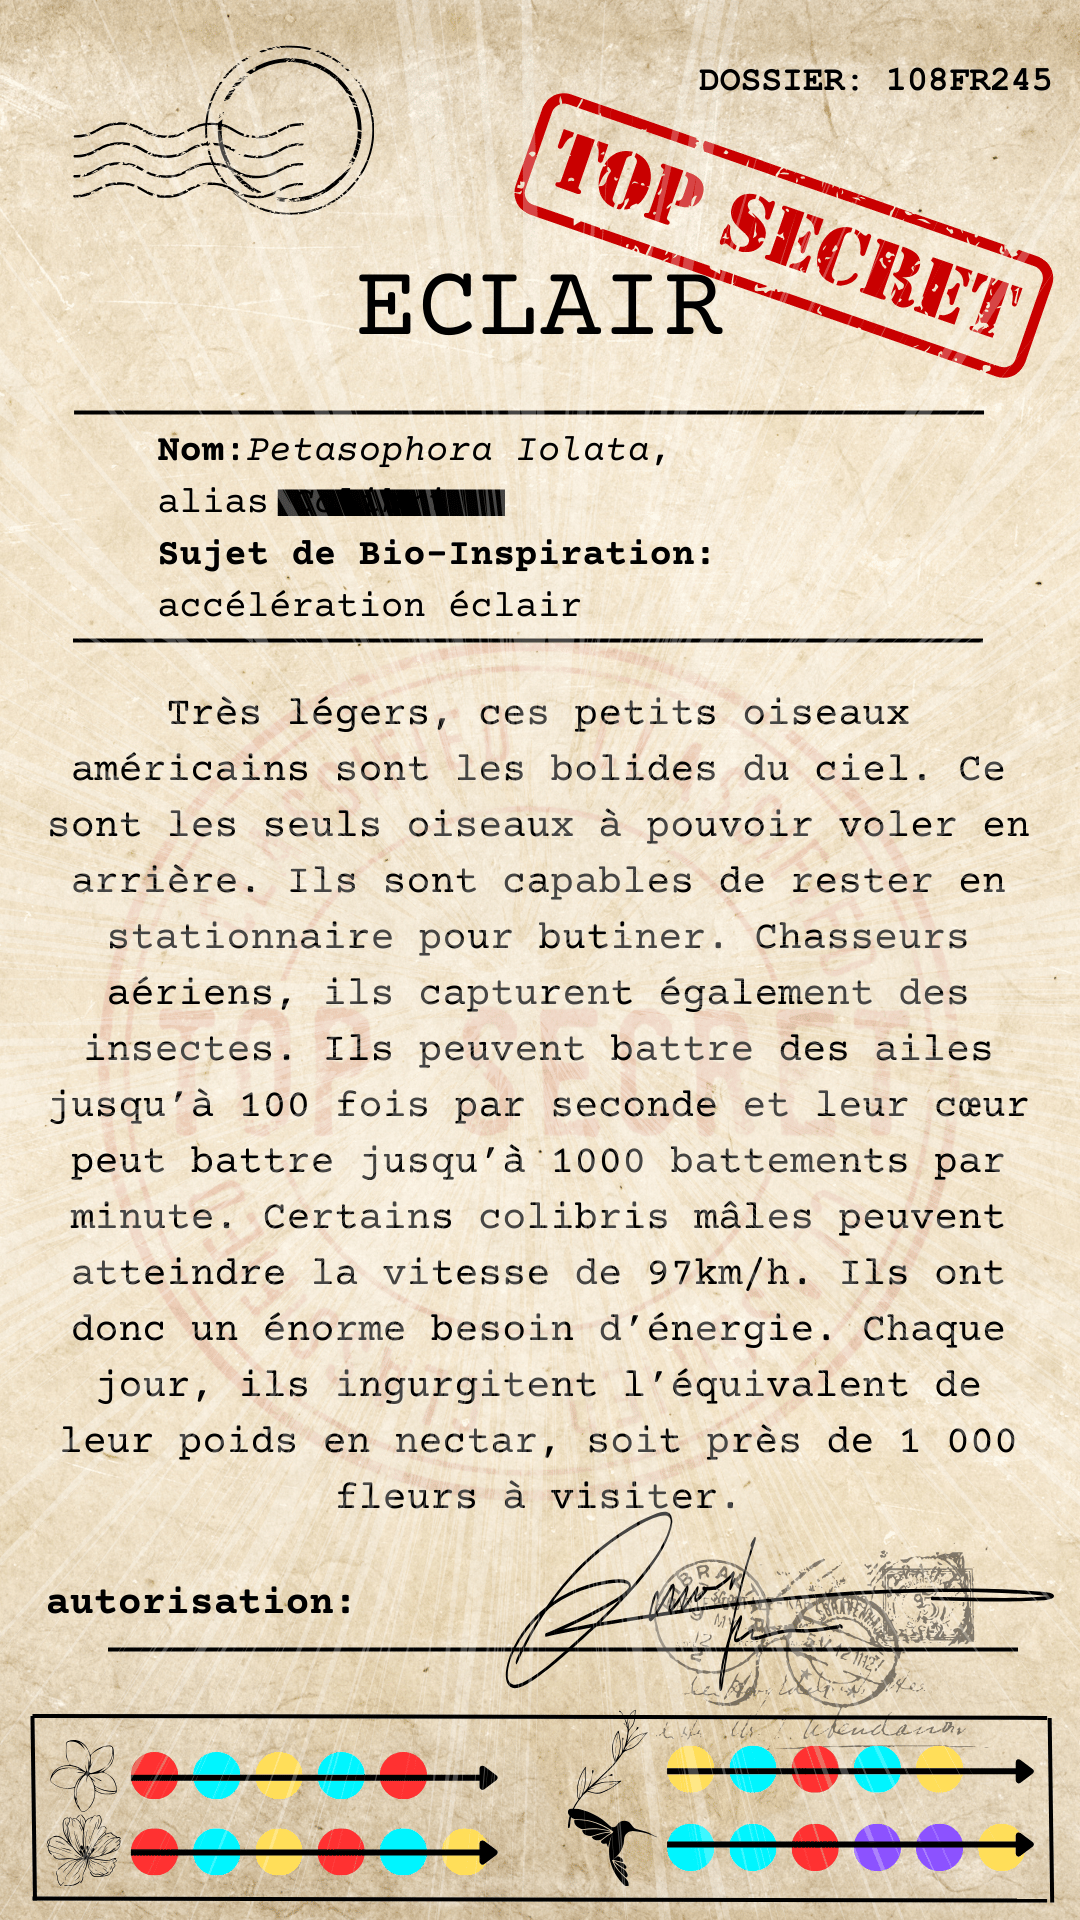 DOSSIER: 108FR245
TOP SECRET
ECLAIR
Nom:Petasophora Iolata,
alias
Sujet de Bio-Inspiration:
accélération éclair
Très légers, ces petits oiseaux
américains sont les bolides du ciel. Ce
sont les seuls oiseaux à pouvoir voler en
arrière. Ils sont capables de rester en
stationnaire pour butiner. Chasseurs
aériens, ils capturent également des
insectes. Ils peuvent battre des ailes
jusqu’à 100 fois par seconde et leur cœur
peut battre jusqu’à 1000 battements par
minute. Certains colibris mâles peuvent
atteindre la vitesse de 97km/h. Ils ont
donc un énorme besoin d’énergie. Chaque
jour, ils ingurgitent l’équivalent de
leur poids en nectar, soit près de 1 000
fleurs à visiter.
TOP SECRET
autorisation: